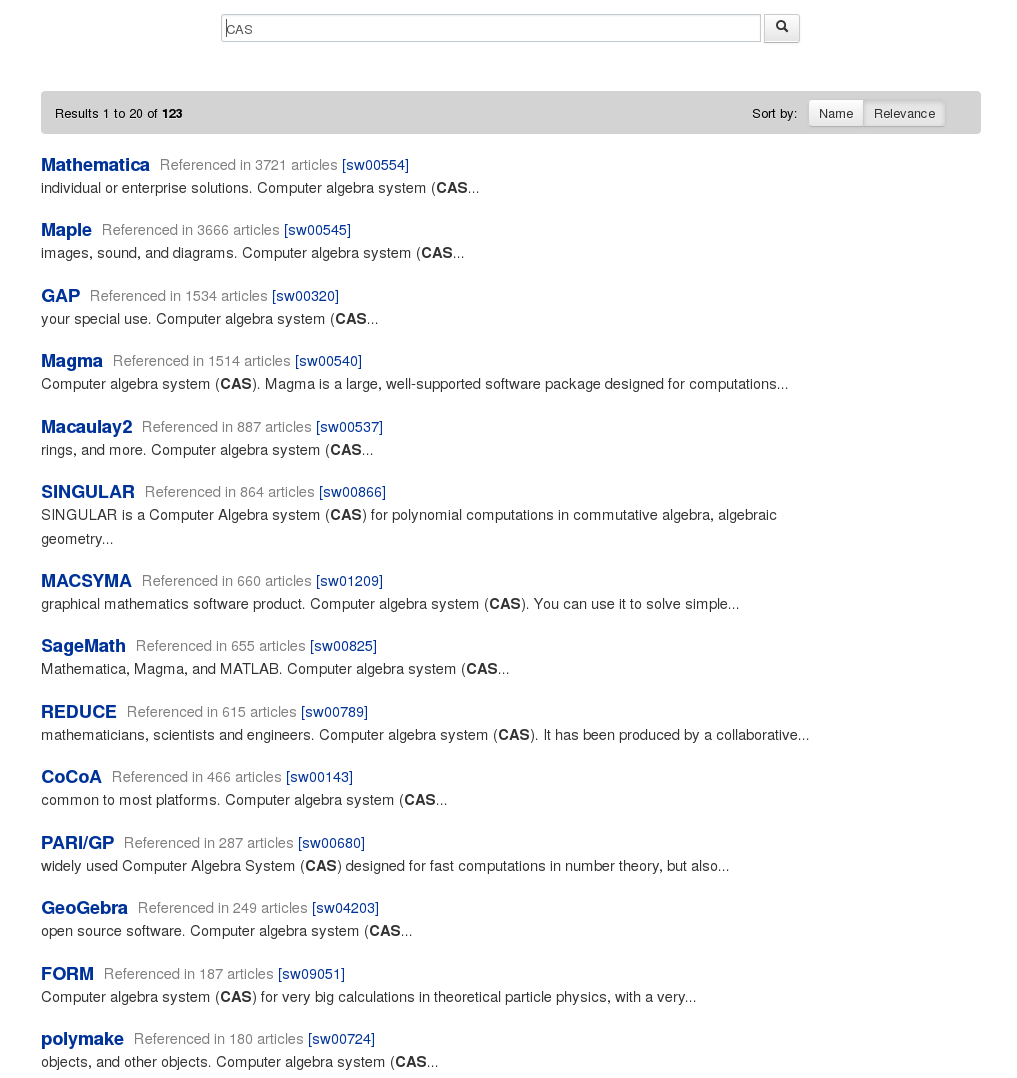 CAS
Results 1 to 20 of 123 Sort by: Name Relevance
Mathematica Referenced in 3721 articles [sw00554]
individual or enterprise solutions. Computer algebra system (CAS...
Maple Referenced in 3666 articles [sw00545]
images, sound, and diagrams. Computer algebra system (CAS...
GAP Referenced in 1534 articles [sw00320]
your special use. Computer algebra system (CAS...
Magma Referenced in 1514 articles [sw00540]
Computer algebra system (CAS). Magma is a large, well-supported software package designed for computations...
Macaulay2 Referenced in 887 articles [sw00537]
rings, and more. Computer algebra system (CAS...
SINGULAR Referenced in 864 articles [sw00866]
SINGULAR is a Computer Algebra system (CAS) for polynomial computations in commutative algebra, algebraic
geometry...
MACSYMA Referenced in 660 articles [sw01209]
graphical mathematics software product. Computer algebra system (CAS). You can use it to solve simple...
SageMath Referenced in 655 articles [sw00825]
Mathematica, Magma, and MATLAB. Computer algebra system (CAS...
REDUCE Referenced in 615 articles [sw00789]
mathematicians, scientists and engineers. Computer algebra system (CAS). It has been produced by a collaborative...
CoCoA Referenced in 466 articles [sw00143]
common to most platforms. Computer algebra system (CAS...
PARI/GP Referenced in 287 articles [sw00680]
widely used Computer Algebra System (CAS) designed for fast computations in number theory, but also...
GeoGebra Referenced in 249 articles [sw04203]
open source software. Computer algebra system (CAS...
FORM Referenced in 187 articles [sw09051]
Computer algebra system (CAS) for very big calculations in theoretical particle physics, with a very...
polymake Referenced in 180 articles [sw00724]
objects, and other objects. Computer algebra system (CAS...